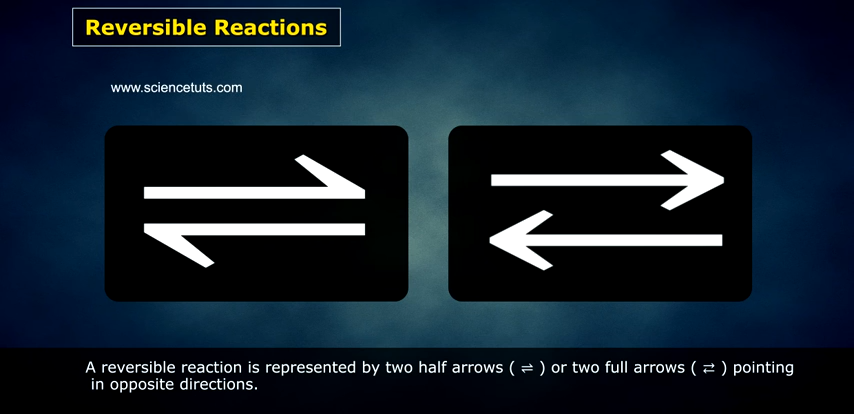 Reversible Reactions
www.sciencetuts.com
A reversible reaction is represented by two half arrows ( ⇌ ) or two full arrows ( ⇄ ) pointing
in opposite directions.